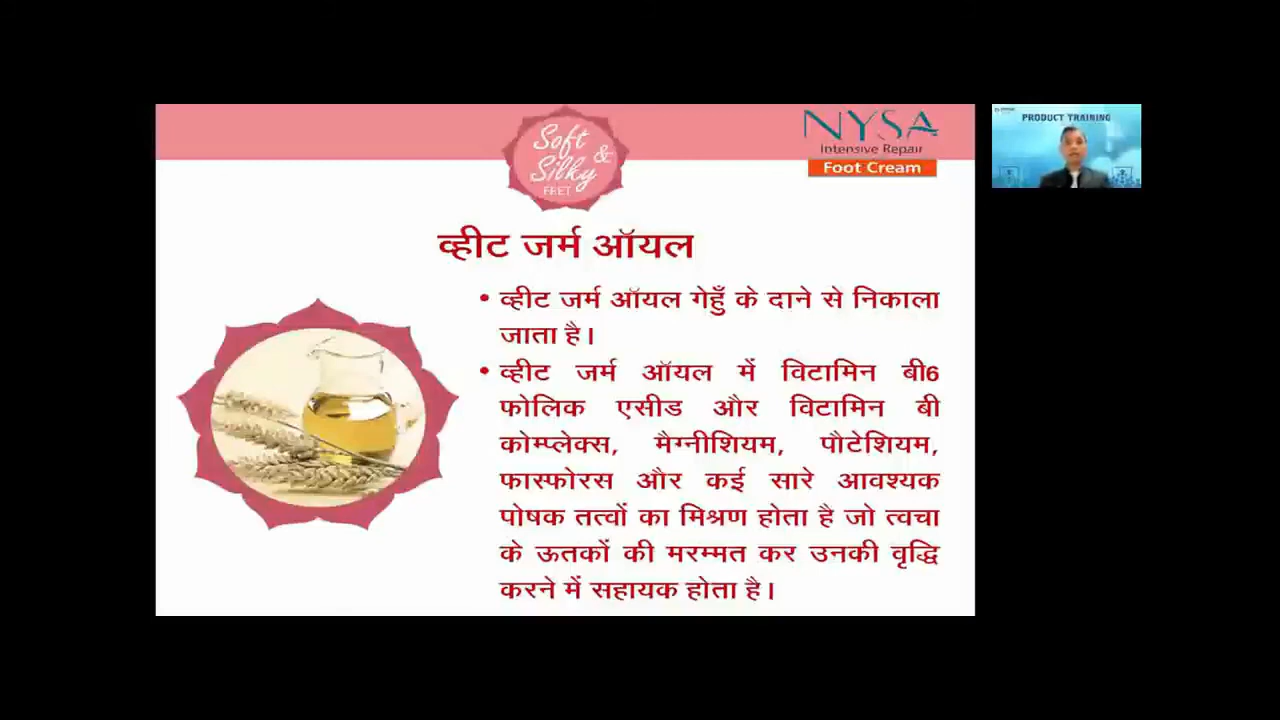 Soft
&
Silky
FEET
NYSA
Intensive Repair
Foot Cream
PRODUCT TRAINING
व्हीट जर्म ऑयल
• व्हीट जर्म ऑयल गेहुँ के दाने से निकाला
जाता है।
• व्हीट जर्म ऑयल में विटामिन बी6
फोलिक एसीड और विटामिन बी
कोम्प्लेक्स, मैग्नीशियम, पौटेशियम,
फास्फोरस और कई सारे आवश्यक
पोषक तत्वों का मिश्रण होता है जो त्वचा
के ऊतकों की मरम्मत कर उनकी वृद्धि
करने में सहायक होता है।